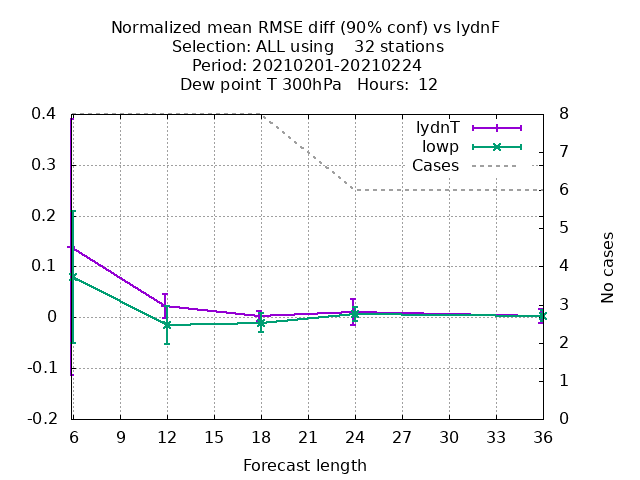 Normalized mean RMSE diff (90% conf) vs lydnF
Selection: ALL using    32 stations
Period: 20210201-20210224
Dew point T 300hPa   Hours:  12
0.4
0.3
0.2
0.1
0
-0.1
-0.2
8
7
6
5
4
3
2
1
0
lydnT
lowp
Cases
No cases
6 9 12 15 18 21 24 27 30 33 36
Forecast length